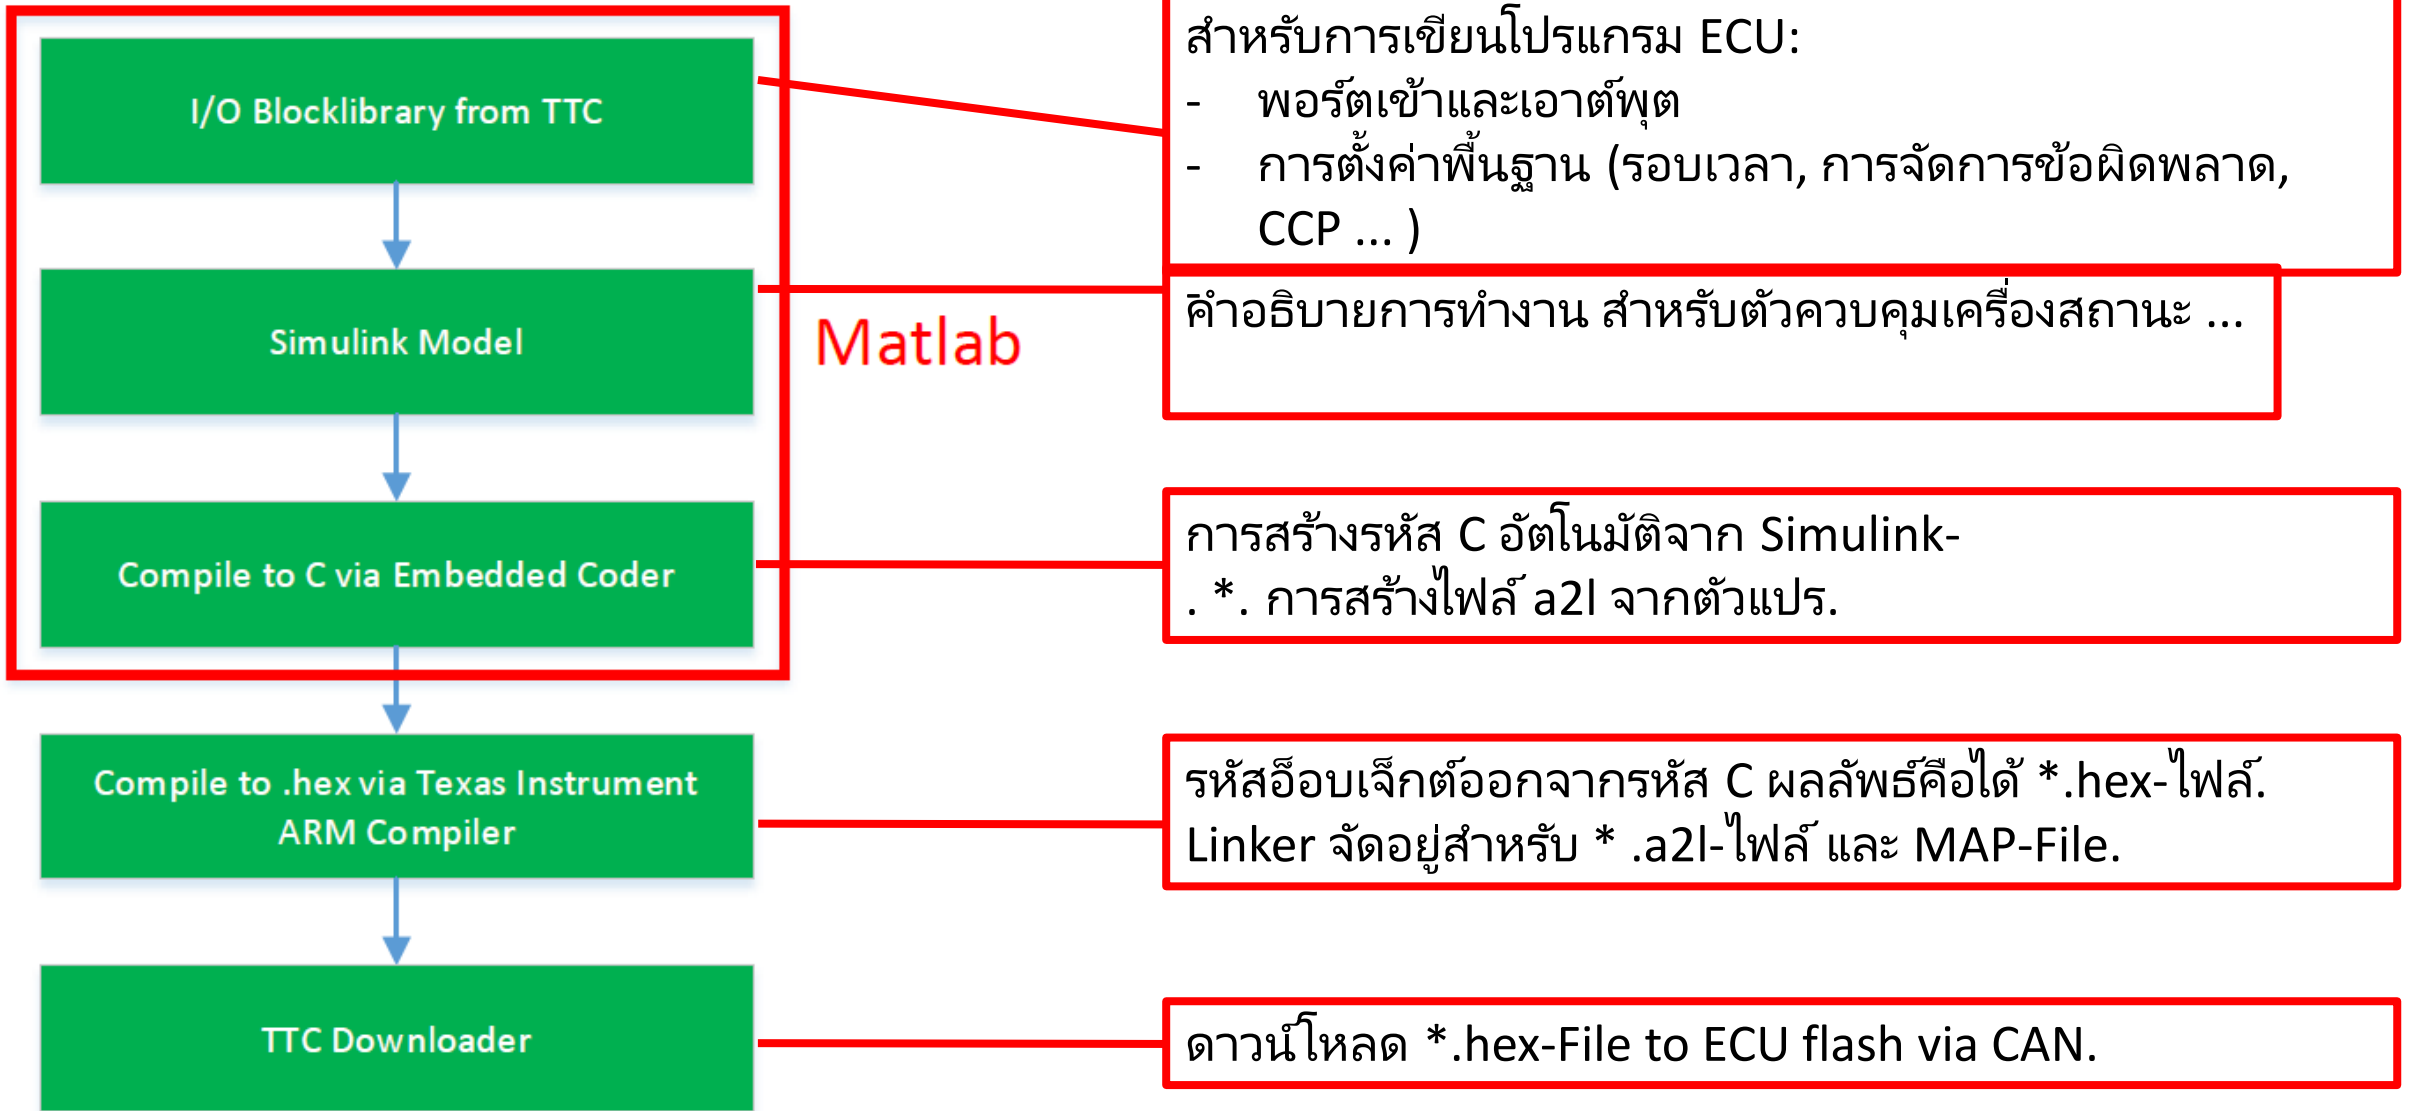 I/O Blocklibrary from TTC
สำหรับการเขียนโปรแกรม ECU:
- พอร์ตเข้าและเอาต์พุต
- การตั้งค่าพื้นฐาน (รอบเวลา, การจัดการข้อผิดพลาด,
CCP ... )
Simulink Model
Matlab
-
คำอธิบายการทำงาน สำหรับตัวควบคุมเครื่องสถานะ ...
Compile to C via Embedded Coder
การสร้างรหัส C อัตโนมัติจาก Simulink-
. *. การสร้างไฟล์ a2l จากตัวแปร.
Compile to .hex via Texas Instrument
ARM Compiler
รหัสอ็อบเจ็กต์ออกจากรหัส C ผลลัพธ์คือได้ *.hex-ไฟล์.
Linker จัดอยู่สำหรับ * .a2l-ไฟล์ และ MAP-File.
TTC Downloader
ดาวน์โหลด *.hex-File to ECU flash via CAN.